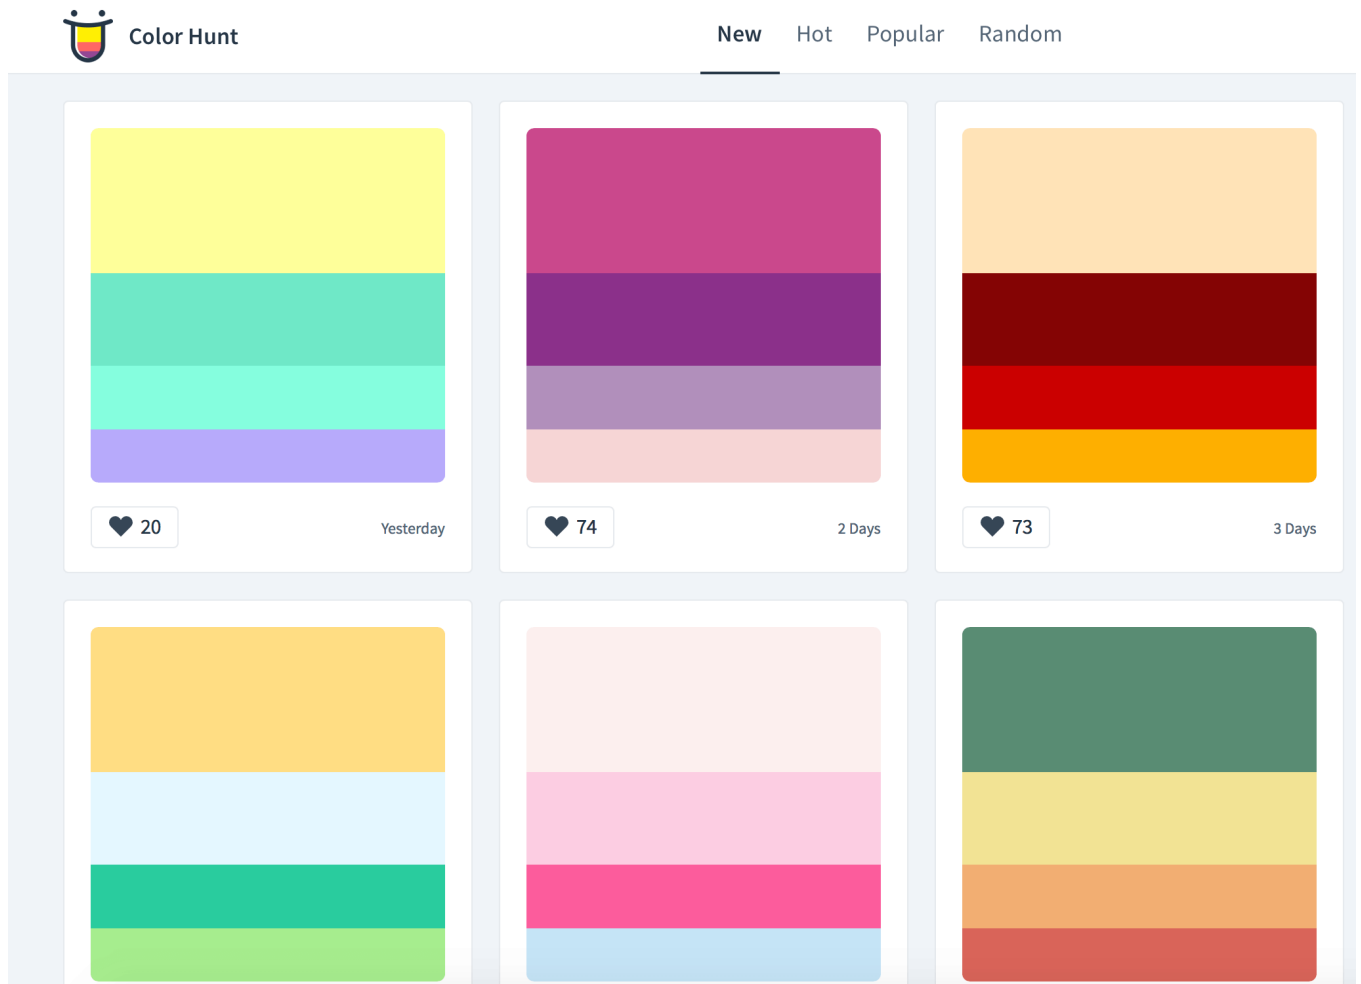 Color Hunt
New Hot Popular Random
20 Yesterday
74 2 Days
73 3 Days